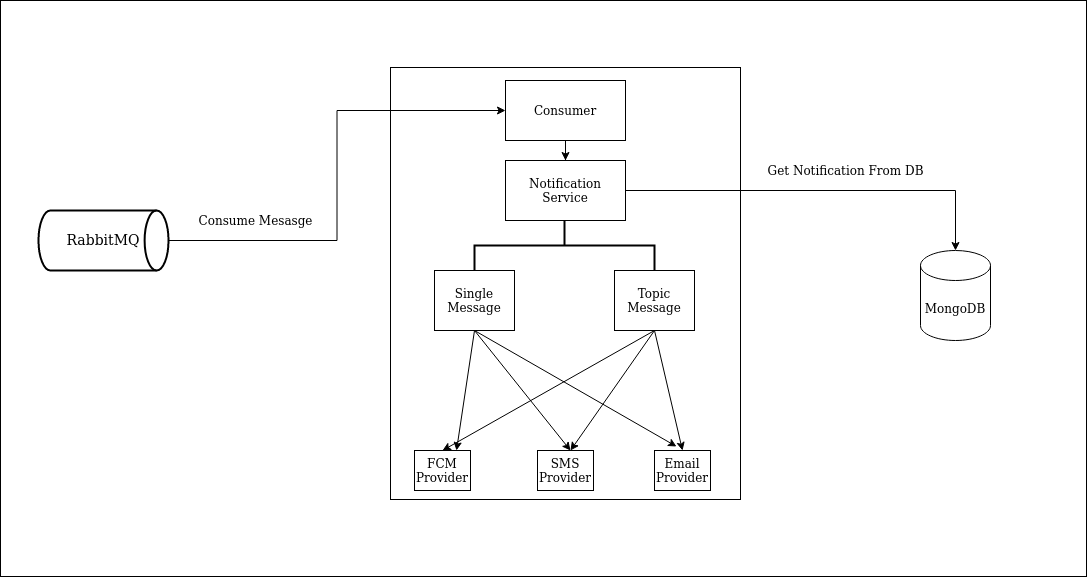 Consumer
Notification
Service
Get Notification From DB
Consume Mesasge
RabbitMQ
Single
Message
Topic
Message
MongoDB
FCM
Provider
SMS
Provider
Email
Provider